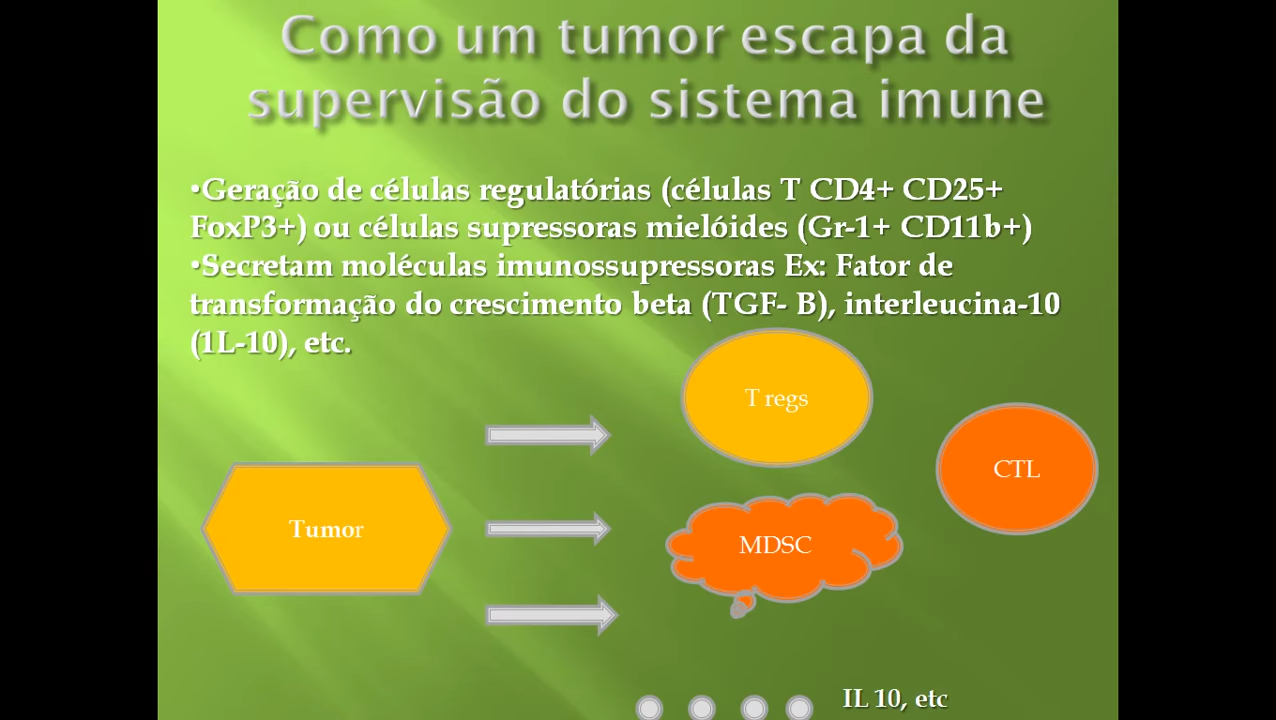 Como um tumor escapa da
supervisão do sistema imune
•Geração de células regulatórias (células T CD4+ CD25+
FoxP3+) ou células supressoras mielóides (Gr-1+ CD11b+)
•Secretam moléculas imunossupressoras Ex: Fator de
transformação do crescimento beta (TGF- B), interleucina-10
(1L-10), etc.
T regs
CTL
Tumor
MDSC
IL 10, etc